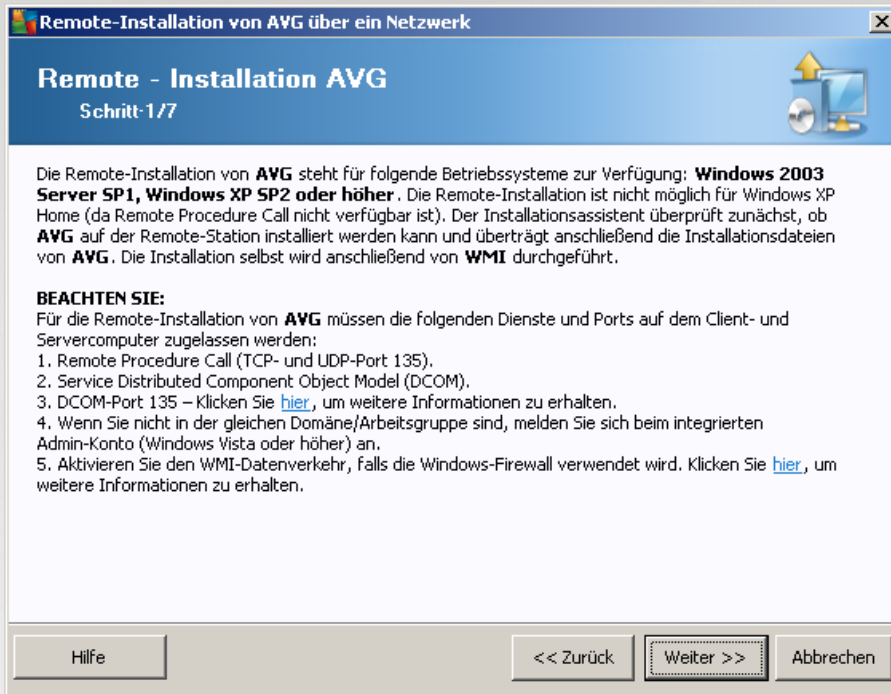 Remote-Installation von AVG über ein Netzwerk
Remote - Installation AVG
Schritt-1/7
Die Remote-Installation von AVG steht für folgende Betriebssysteme zur Verfügung: Windows 2003
Server SP1, Windows XP SP2 oder höher. Die Remote-Installation ist nicht möglich für Windows XP
Home (da Remote Procedure Call nicht verfügbar ist). Der Installationsassistent überprüft zunächst, ob
AVG auf der Remote-Station installiert werden kann und überträgt anschließend die Installationsdateien
von AVG. Die Installation selbst wird anschließend von WMI durchgeführt.
BEACHTEN SIE:
Für die Remote-Installation von AVG müssen die folgenden Dienste und Ports auf dem Client- und
Servercomputer zugelassen werden:
1. Remote Procedure Call (TCP- und UDP-Port 135).
2. Service Distributed Component Object Model (DCOM).
3. DCOM-Port 135 – Klicken Sie hier, um weitere Informationen zu erhalten.
4. Wenn Sie nicht in der gleichen Domäne/Arbeitsgruppe sind, melden Sie sich beim integrierten
Admin-Konto (Windows Vista oder höher) an.
5. Aktivieren Sie den WMI-Datenverkehr, falls die Windows-Firewall verwendet wird. Klicken Sie hier, um
weitere Informationen zu erhalten.
Hilfe
<< Zurück
Weiter >>
Abbrechen